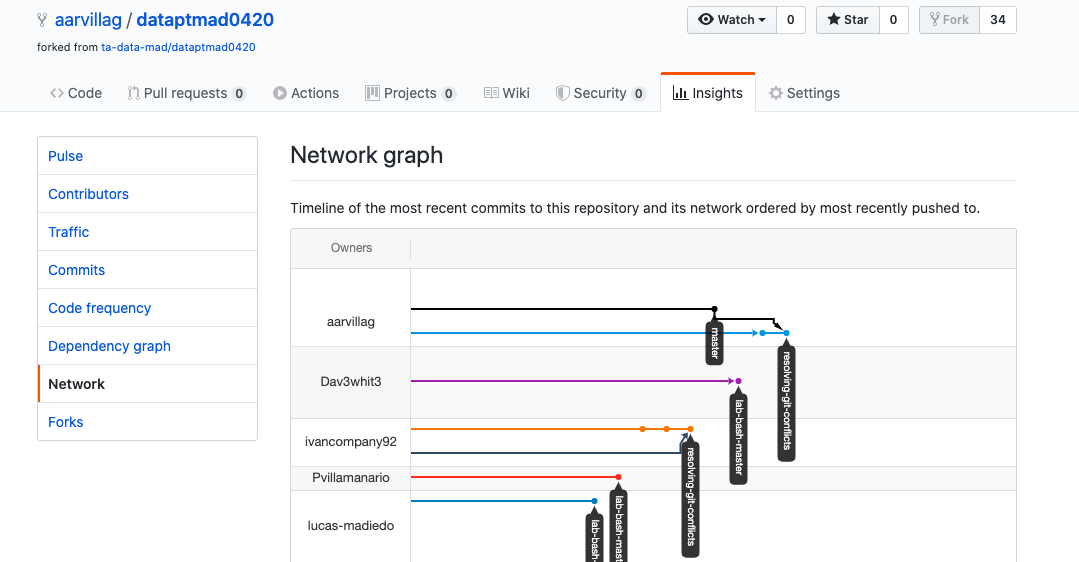 aarvillag / dataptmad0420
Watch 0 Star 0 Fork 34
forked from ta-data-mad/dataptmad0420
Code Pull requests 0 Actions Projects 0 Wiki Security 0 Insights Settings
Pulse
Contributors
Traffic
Commits
Code frequency
Dependency graph
Network
Forks
Network graph
Timeline of the most recent commits to this repository and its network ordered by most recently pushed to.
Owners
aarvillag
master
resolving-git-conflicts
Dav3whit3
lab-bash-master
ivancompany92
resolving-git-conflicts
Pvillamanario
lab-bash-mast
lucas-madiedo
lab-bash-